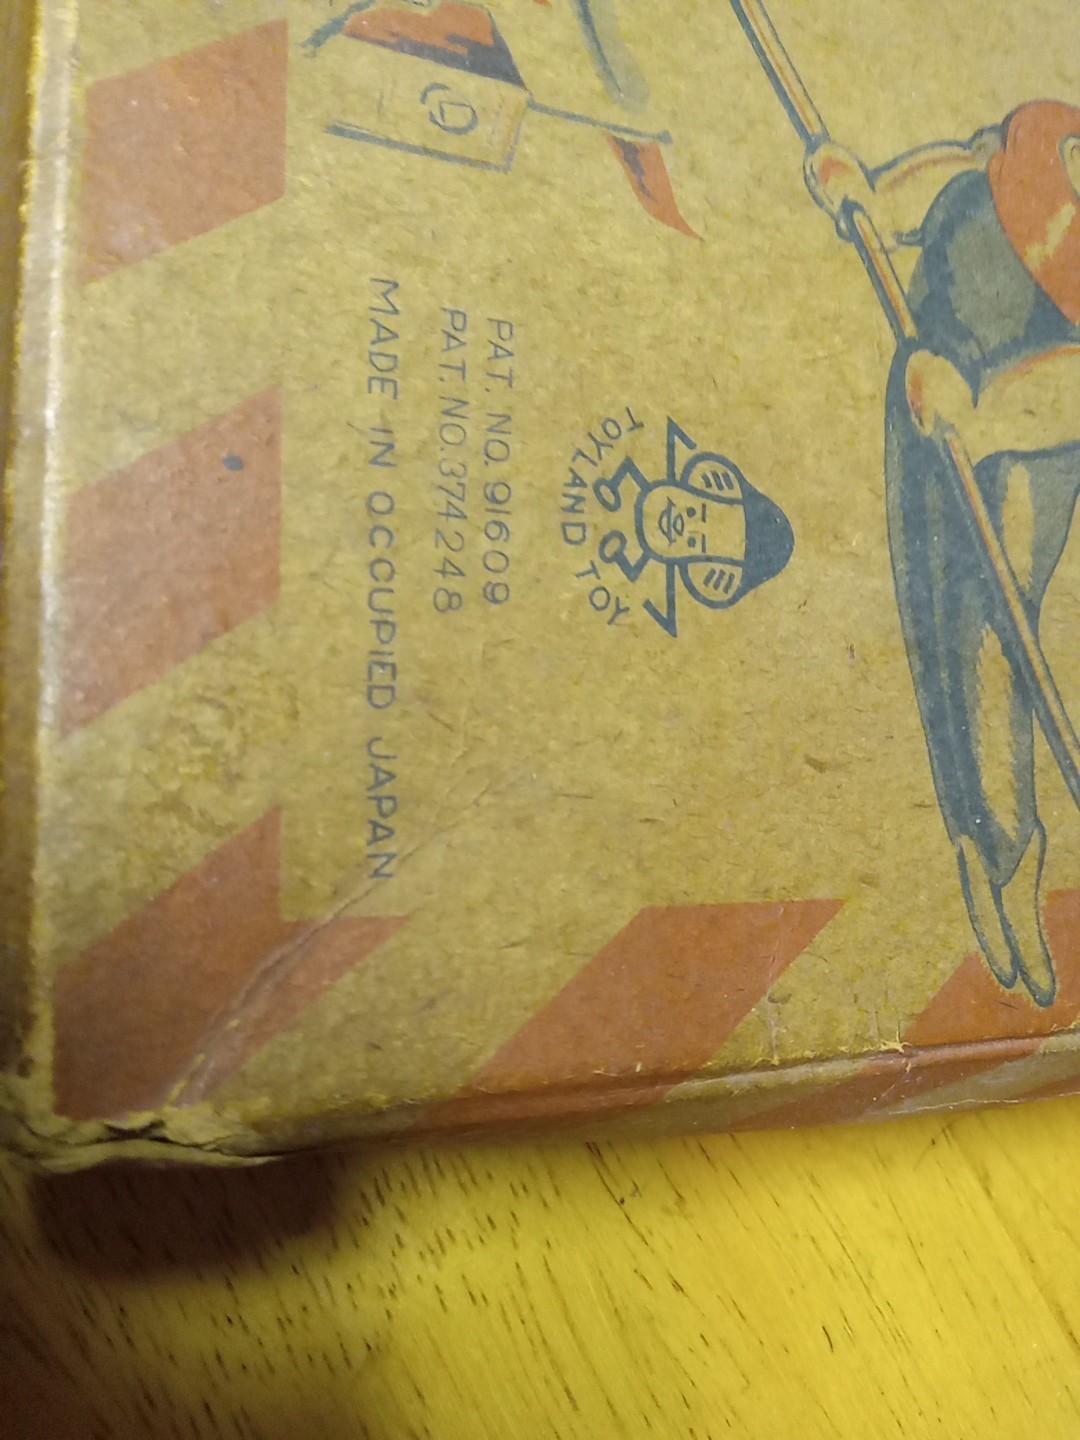 TOYLAND TOY
PAT. NO. 91609
PAT. NO. 374248
MADE IN OCCUPIED JAPAN